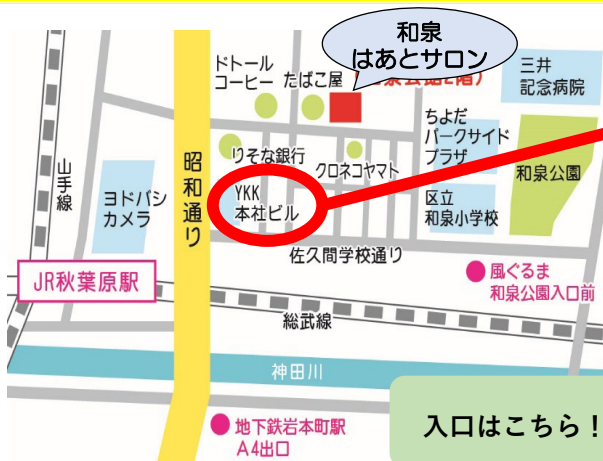 和泉
はあとサロン
ドトール
コーヒー
たばこ屋
館2階）
三井
記念病院
ちよだ
パークサイド
プラザ
和泉公園
りそな銀行
クロネコヤマト
山手線
ヨドバシ
カメラ
昭和通り
YKK
本社ビル
区立
和泉小学校
佐久間学校通り
JR秋葉原駅
風ぐるま
和泉公園入口前
総武線
神田川
地下鉄岩本町駅
A4出口
入口はこちら！